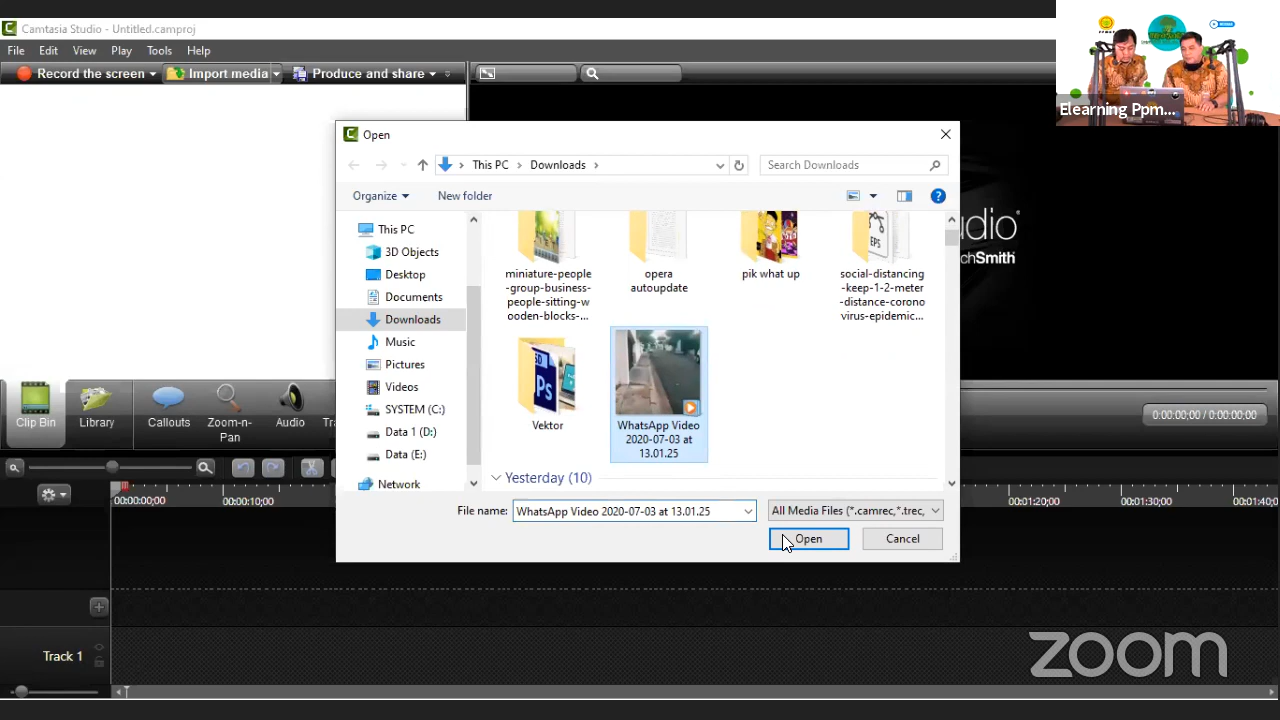 Camtasia Studio - Untitled.camproj
File Edit View Play Tools Help
Record the screen Import media Produce and share
Elearning Ppm...
Open
This PC Downloads Search Downloads
Organize New folder
This PC
3D Objects
Desktop
Documents
Downloads
Music
Pictures
Videos
SYSTEM (C:)
Data 1 (D:)
Data (E:)
Network
miniature-people
-group-business-
people-sitting-w
ooden-blocks-...
opera
autoupdate
pik what up
social-distancing
-keep-1-2-meter
-distance-corono
virus-epidemic...
EPS
Vektor
WhatsApp Video
2020-07-03 at
13.01.25
Yesterday (10)
File name: WhatsApp Video 2020-07-03 at 13.01.25 All Media Files (*.camrec,*.trec,
Open Cancel
udio®
chSmith®
Clip Bin Library Callouts Zoom-n-
Pan Audio Tra
0:00:00;00 / 0:00:00;00
00:00:00;00 00:00:10;00 00:01:20;00 00:01:30;00 00:01:40;0
Track 1
zoom